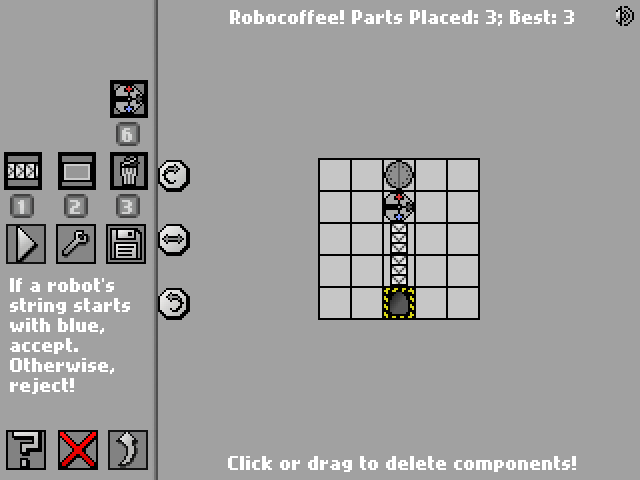 Robocoffee! Parts Placed: 3; Best: 3
6
1
2
3
If a robot's
string starts
with blue,
accept.
Otherwise,
reject!
?
Click or drag to delete components!